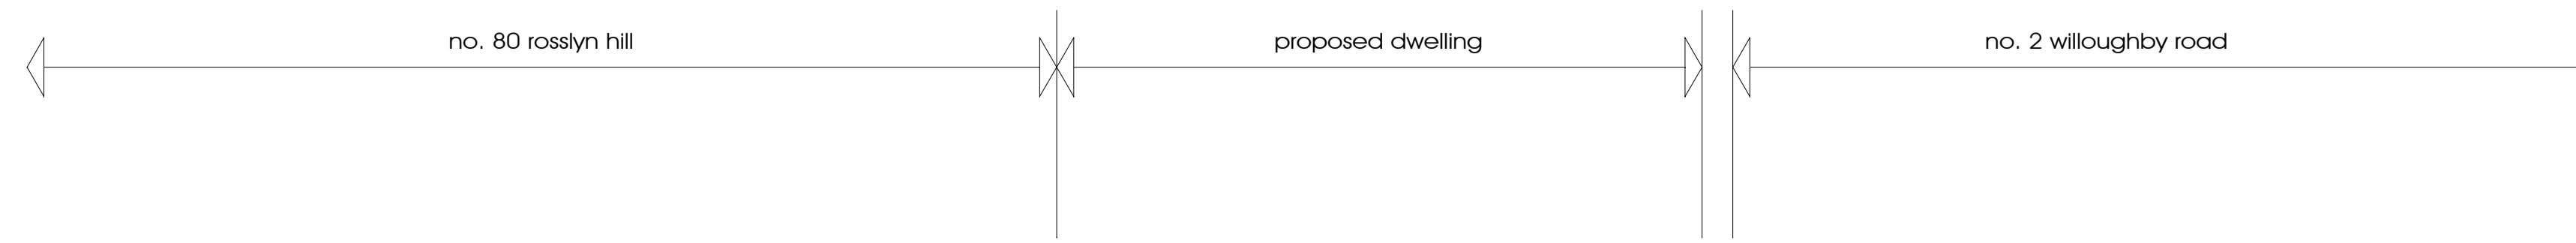 no. 80 rosslyn hill
proposed dwelling
no. 2 willoughby road